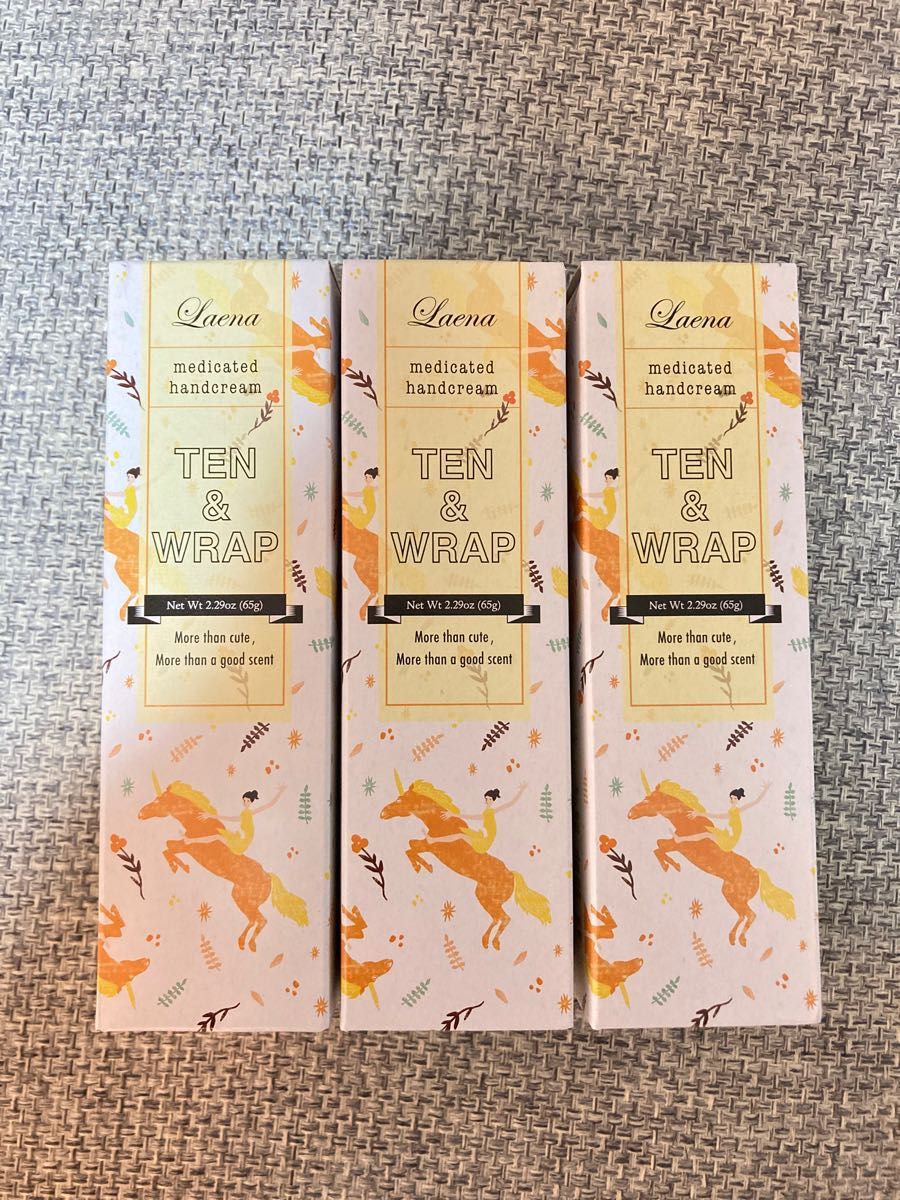 Laena
medicated
handcream
TEN
&
WRAP
Net Wt 2.29oz (65g)
More than cute,
More than a good scent
Laena
medicated
handcream
TEN
&
WRAP
Net Wt 2.29oz (65g)
More than cute,
More than a good scent
Laena
medicated
handcream
TEN
&
WRAP
Net Wt 2.29oz (65g)
More than cute,
More than a good scent